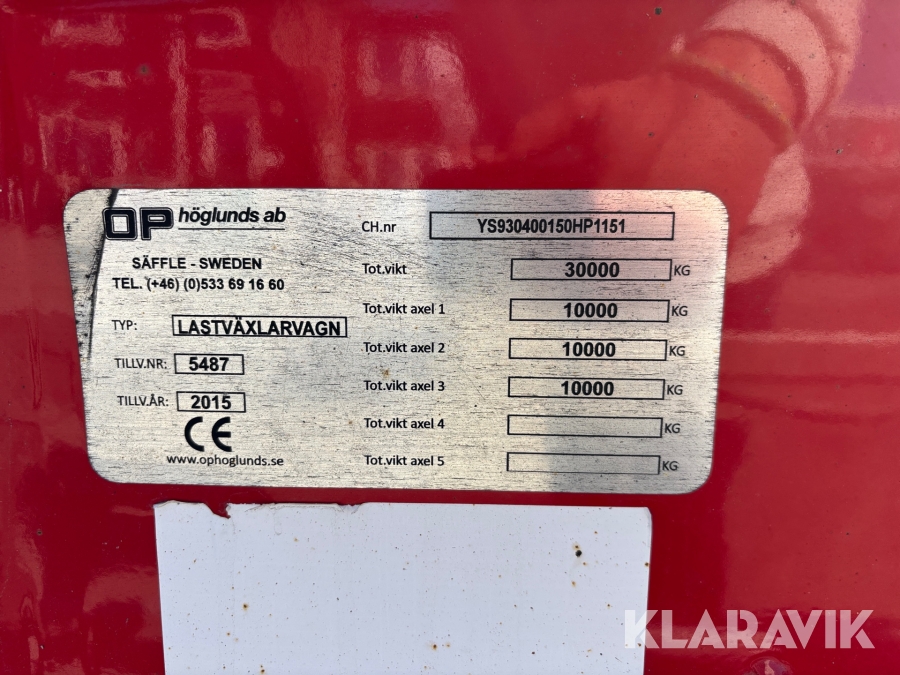 OP höglunds ab
SÄFFLE - SWEDEN
TEL. (+46) (0)533 69 16 60
TYP: LASTVÄXLARVAGN
TILLV.NR: 5487
TILLV.ÅR: 2015
CE
www.ophoglunds.se
CH.nr YS930400150HP1151
Tot.vikt 30000 KG
Tot.vikt axel 1 10000 KG
Tot.vikt axel 2 10000 KG
Tot.vikt axel 3 10000 KG
Tot.vikt axel 4 KG
Tot.vikt axel 5 KG
KLARAVIK